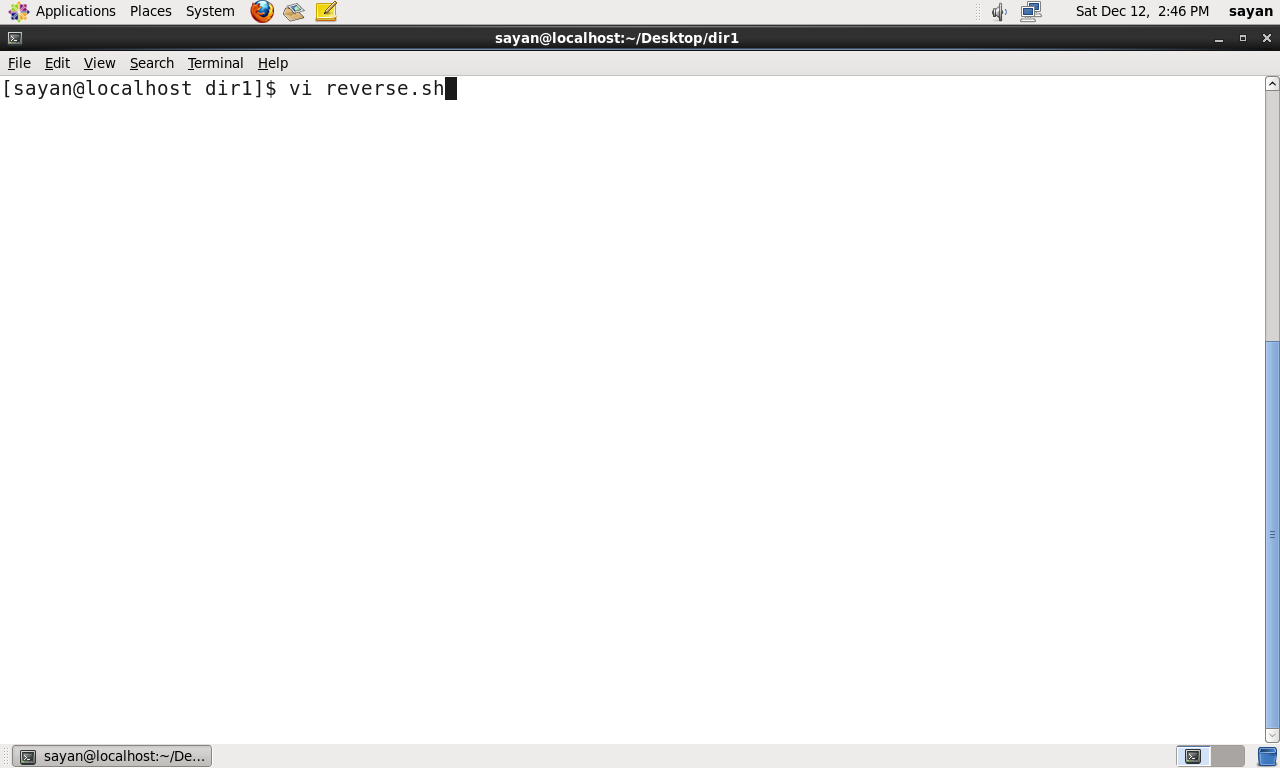 Applications Places System Sat Dec 12, 2:46 PM sayan
sayan@localhost:~/Desktop/dir1
File Edit View Search Terminal Help
[sayan@localhost dir1]$ vi reverse.sh
sayan@localhost:~/De...